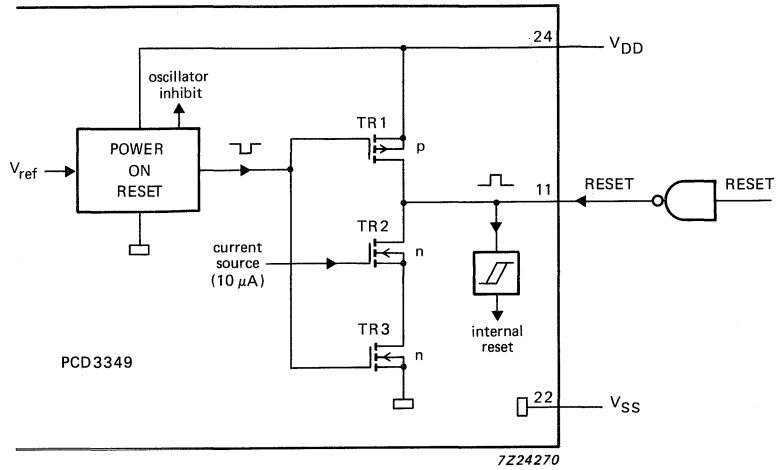 24
VDD
oscillator
inhibit
TR1
p
POWER
ON
RESET
Vref
11
RESET
RESET
TR2
n
current
source
(10 µA)
internal
reset
TR3
n
PCD3349
22
VSS
7Z24270